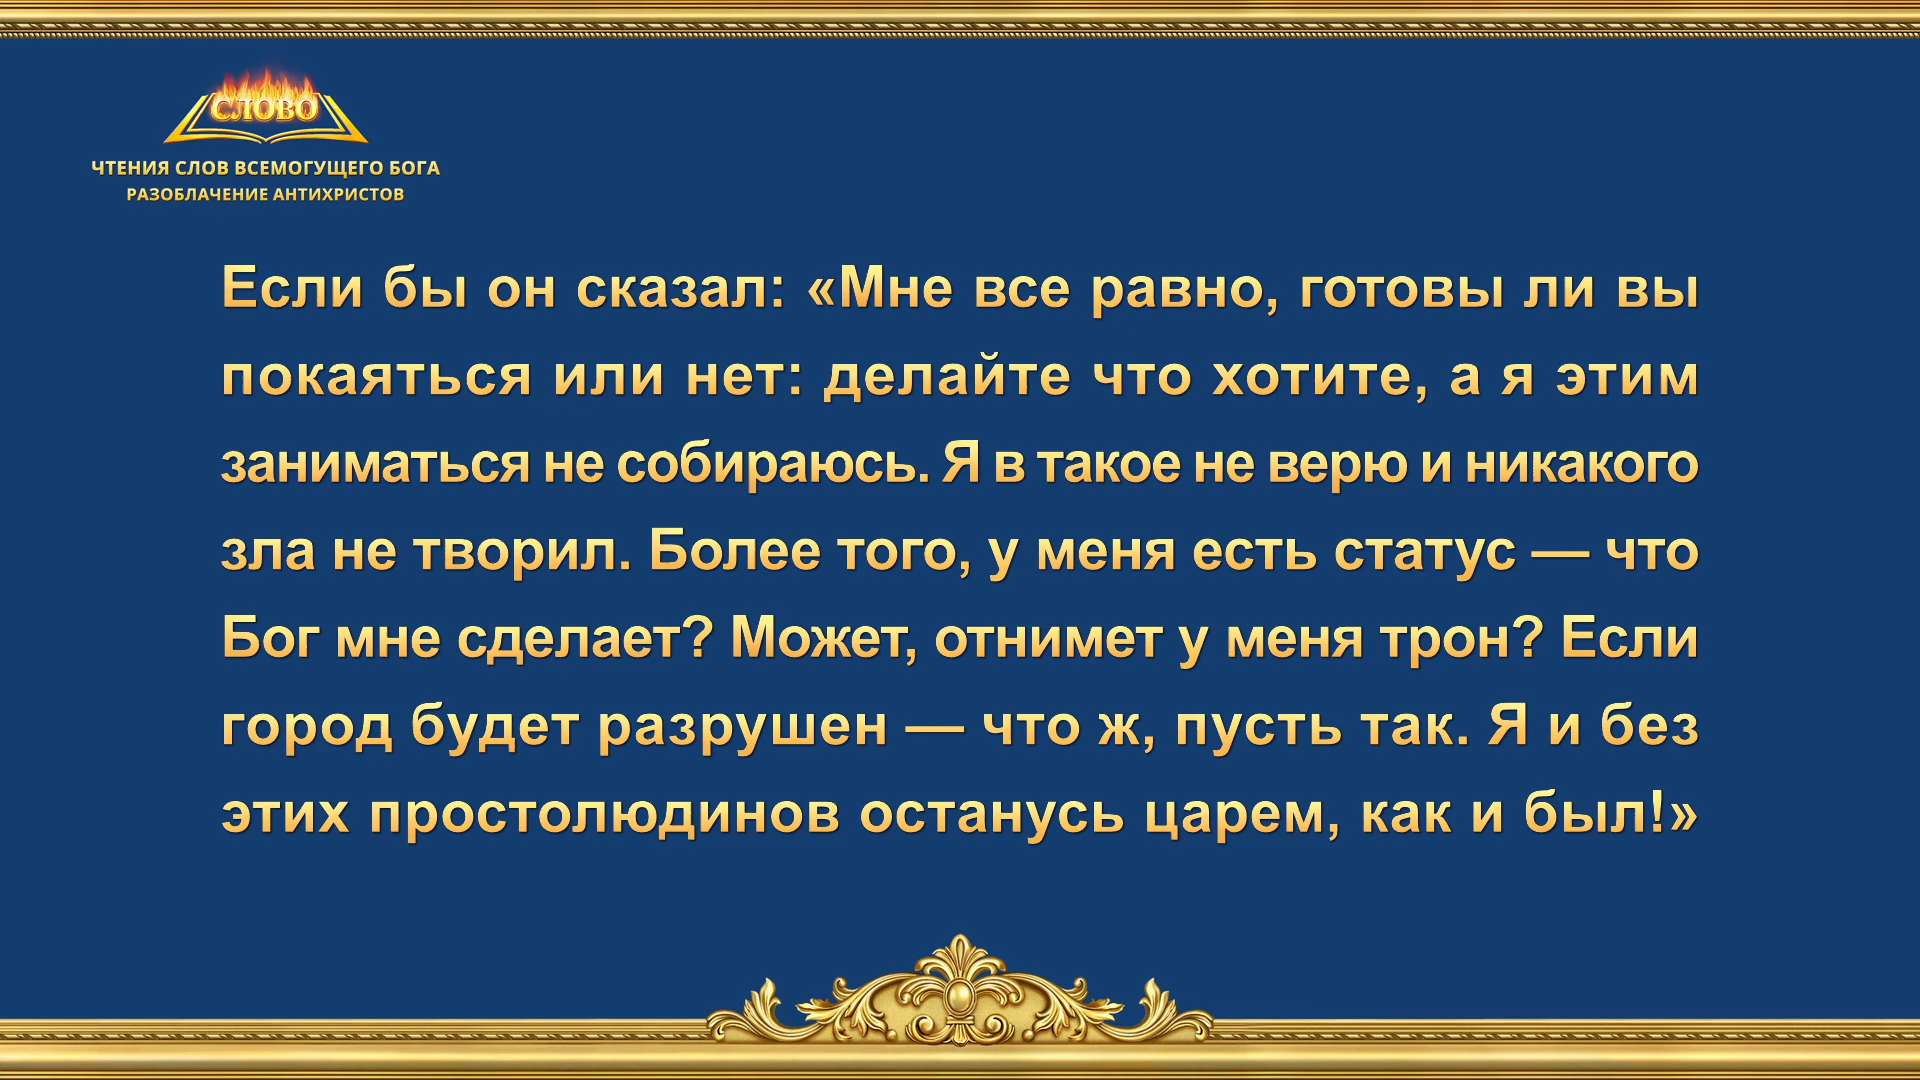 СЛОВО
ЧТЕНИЯ СЛОВ ВСЕМОГУЩЕГО БОГА
РАЗОБЛАЧЕНИЕ АНТИХРИСТОВ
Если бы он сказал: «Мне все равно, готовы ли вы
покаяться или нет: делайте что хотите, а я этим
заниматься не собираюсь. Я в такое не верю и никакого
зла не творил. Более того, у меня есть статус — что
Бог мне сделает? Может, отнимет у меня трон? Если
город будет разрушен — что ж, пусть так. Я и без
этих простолюдинов останусь царем, как и был!»